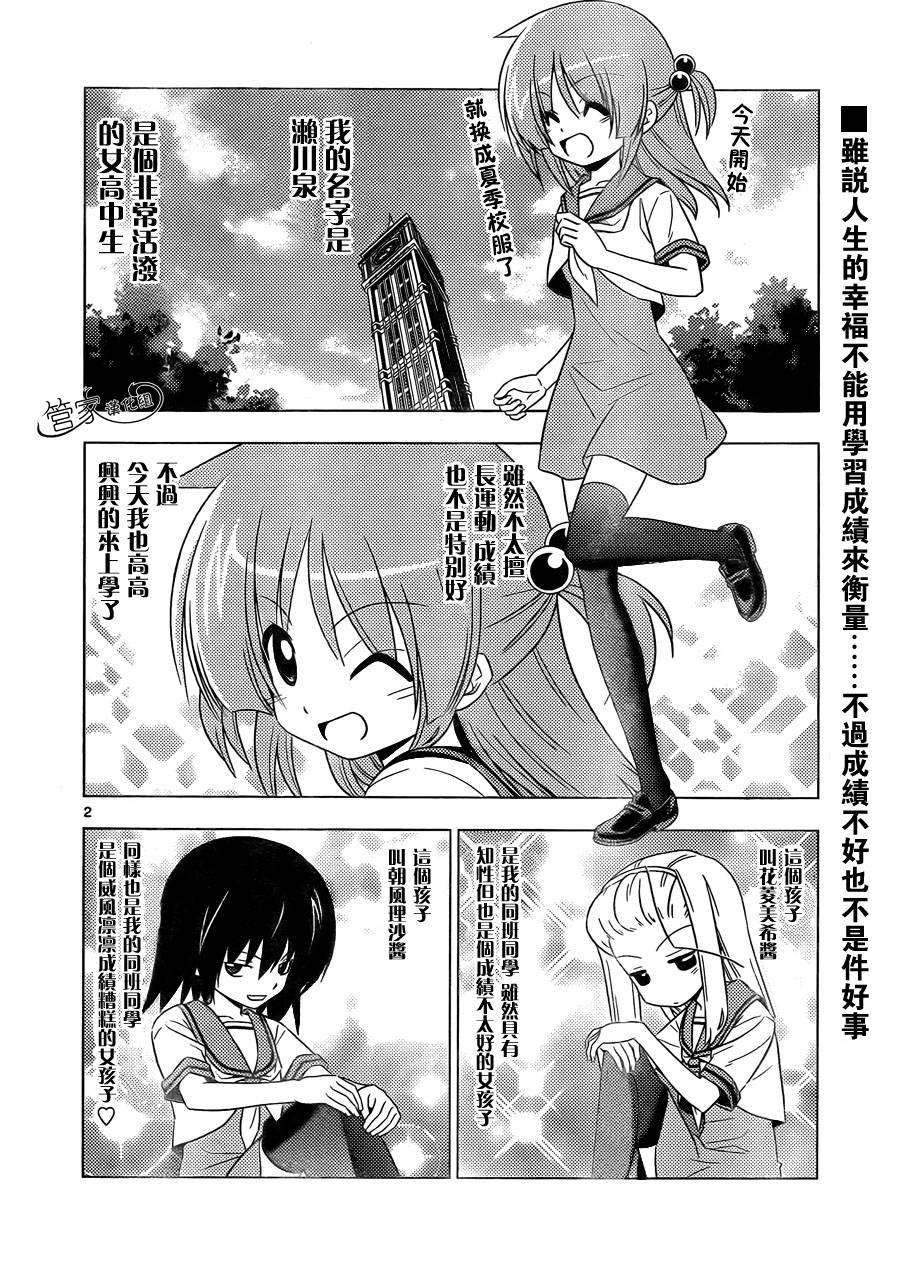 ■雖説人生的幸福不能用學習成績來衡量……不過成績不好也不是件好事
今天開始
就换成夏季校服了
我的名字是
瀨川泉
是個非常活潑
的女高中生
管家
漢化組
雖然不太擅
長運動 成績
也不是特別好
不過
今天我也高高
興興的來上學了
2
這個孩子
叫花菱美希醬
是我的同班同學 雖然具有
知性但也是個成績不太好的女孩子
這個孩子
叫朝風理沙醬
同樣也是我的同班同學
是個威風凛凛成績糟糕的女孩子♡